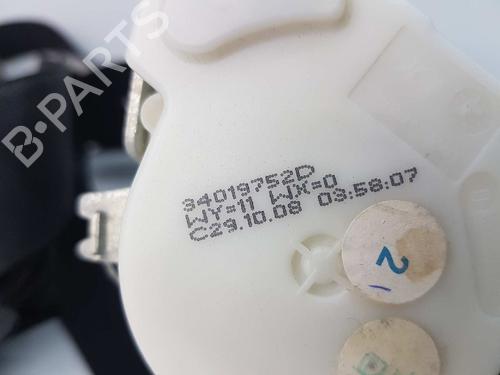 B-PARTS
34019752D
WY=11 WX=0
C29.10.08 03:58:07
2